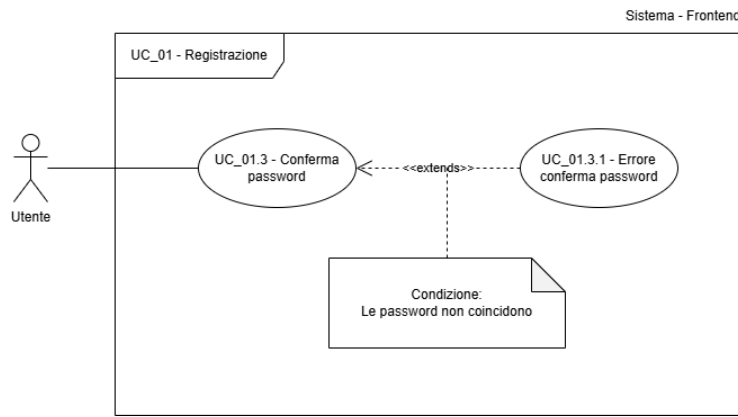 Sistema - Frontend
UC_01 - Registrazione
UC_01.3 - Conferma
password
<<extends>>
UC_01.3.1 - Errore
conferma password
Utente
Condizione:
Le password non coincidono